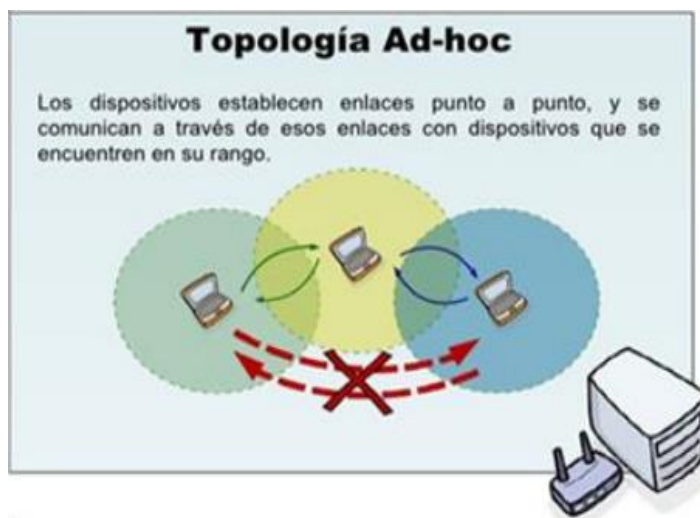 Topología Ad-hoc
Los dispositivos establecen enlaces punto a punto, y se
comunican a través de esos enlaces con dispositivos que se
encuentren en su rango.